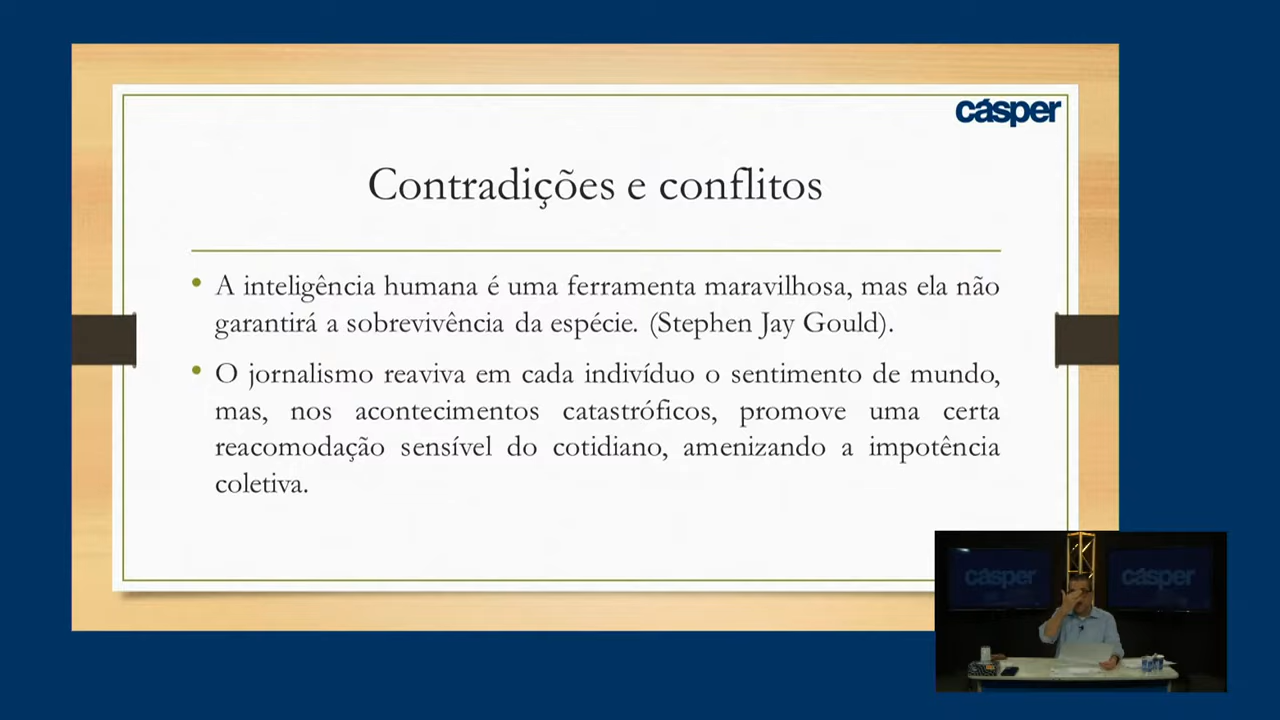 cásper
Contradições e conflitos
• A inteligência humana é uma ferramenta maravilhosa, mas ela não
garantirá a sobrevivência da espécie. (Stephen Jay Gould).
• O jornalismo reaviva em cada indivíduo o sentimento de mundo,
mas, nos acontecimentos catastróficos, promove uma certa
reacomodação sensível do cotidiano, amenizando a impotência
coletiva.
cásper
cásper